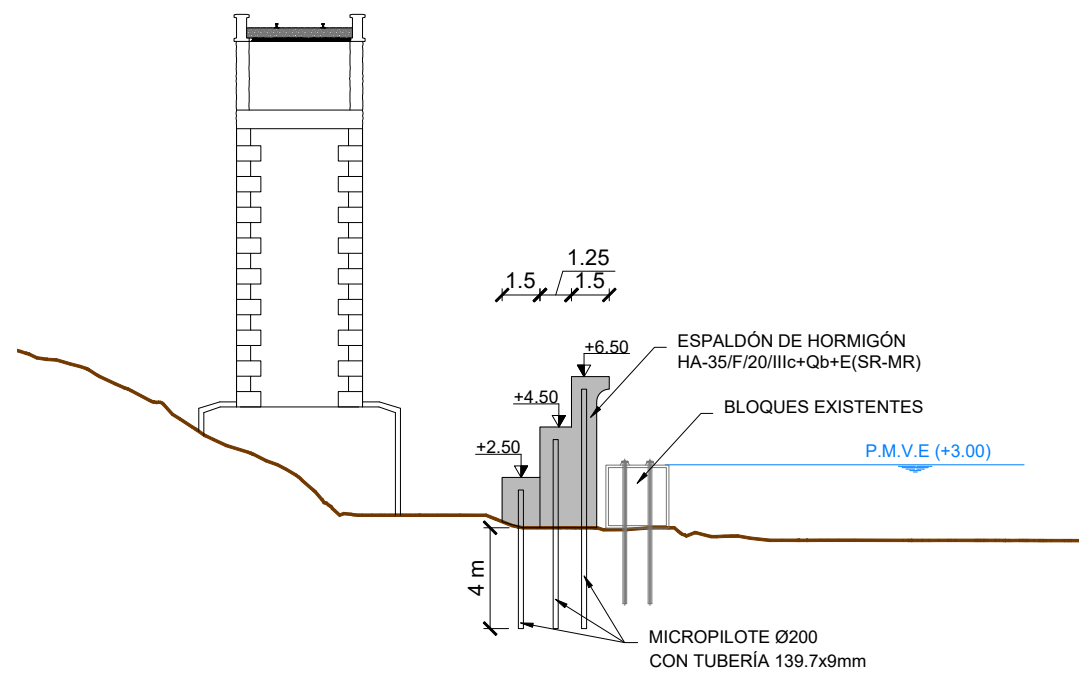 1.25
1.5
1.5
+6.50
ESPALDÓN DE HORMIGÓN
HA-35/F/20/IIIc+Qb+E(SR-MR)
+4.50
BLOQUES EXISTENTES
+2.50
P.M.V.E (+3.00)
4 m
MICROPILOTE Ø200
CON TUBERÍA 139.7x9mm